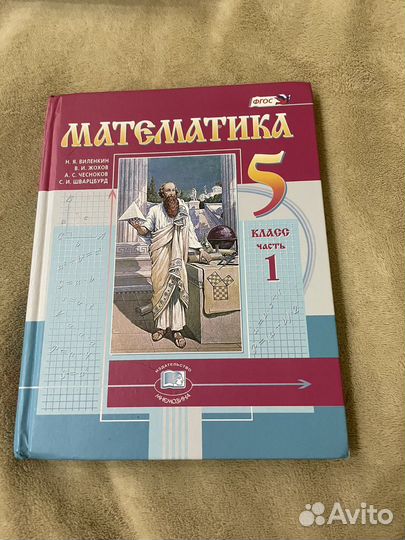 ФГОС
МАТЕМАТИКА
Н. Я. ВИЛЕНКИН
В. И. ЖОХОВ
А. С. ЧЕСНОКОВ
С. И. ШВАРЦБУРД
5
КЛАСС
ЧАСТЬ
1
ИЗДАТЕЛЬСТВО
МНЕМОЗИНА
Avito